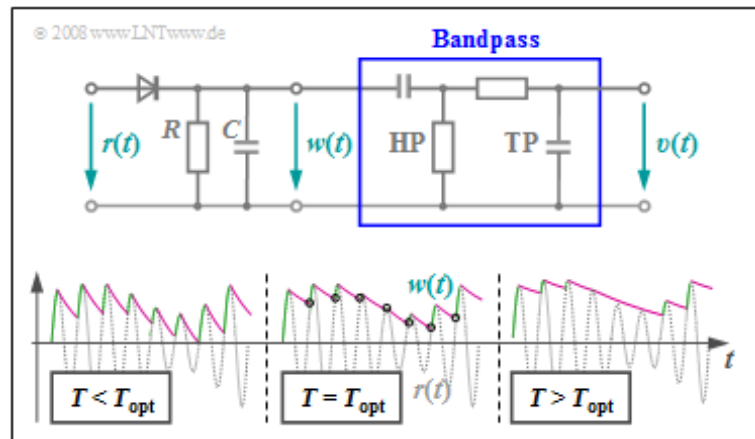 © 2008 www.LNTwww.de
Bandpass
r(t) R C w(t) HP TP v(t)
w(t)
r(t) t
T < Topt T = Topt T > Topt